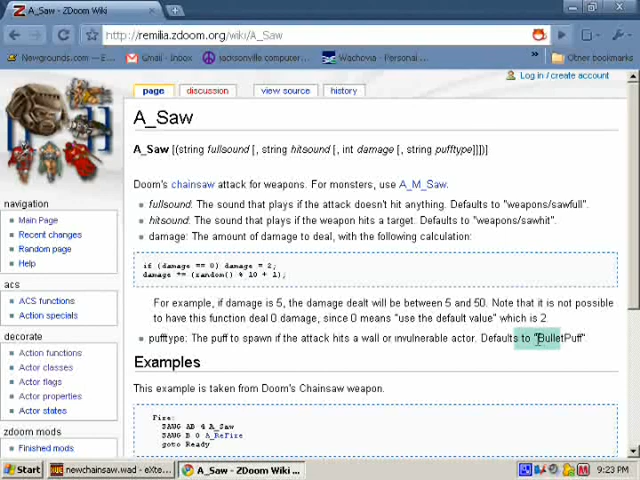 A_Saw - ZDoom Wiki
http://remilia.zdoom.org/wiki/A_Saw
Newgrounds.com - E...
Gmail - Inbox
jacksonville computer...
Wachovia - Personal ...
»
Other bookmarks
Log in / create account
page
discussion
view source
history
A_Saw
A_Saw [(string fullsound [, string hitsound [, int damage [, string pufftype]]])]
Doom's chainsaw attack for weapons. For monsters, use A_M_Saw.
fullsound: The sound that plays if the attack doesn't hit anything. Defaults to "weapons/sawfull".
hitsound: The sound that plays if the weapon hits a target. Defaults to "weapons/sawhit".
damage: The amount of damage to deal, with the following calculation:
if (damage == 0) damage = 2;
damage *= (random() % 10 + 1);
For example, if damage is 5, the damage dealt will be between 5 and 50. Note that it is not possible
to have this function deal 0 damage, since 0 means "use the default value" which is 2
pufftype: The puff to spawn if the attack hits a wall or invulnerable actor. Defaults to "BulletPuff"
Examples
This example is taken from Doom's Chainsaw weapon.
Fire:
SAWG AB 4 A_Saw
SAWG B 0 A_ReFire
goto Ready
navigation
Main Page
Recent changes
Random page
Help
acs
ACS functions
Action specials
decorate
Action functions
Actor classes
Actor flags
Actor properties
Actor states
zdoom mods
Finished mods
Start
newchainsaw.wad - eXto...
A_Saw - ZDoom Wiki ...
9:23 PM